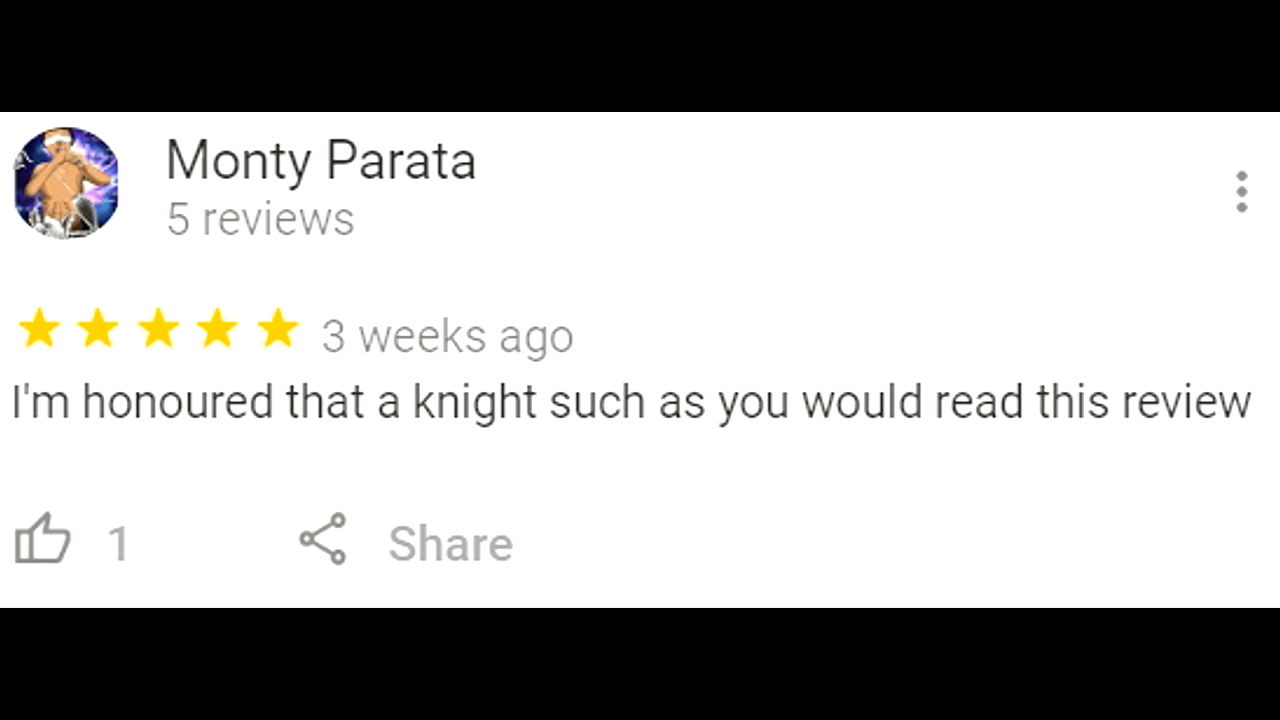 Monty Parata
5 reviews
3 weeks ago
I'm honoured that a knight such as you would read this review
1
Share